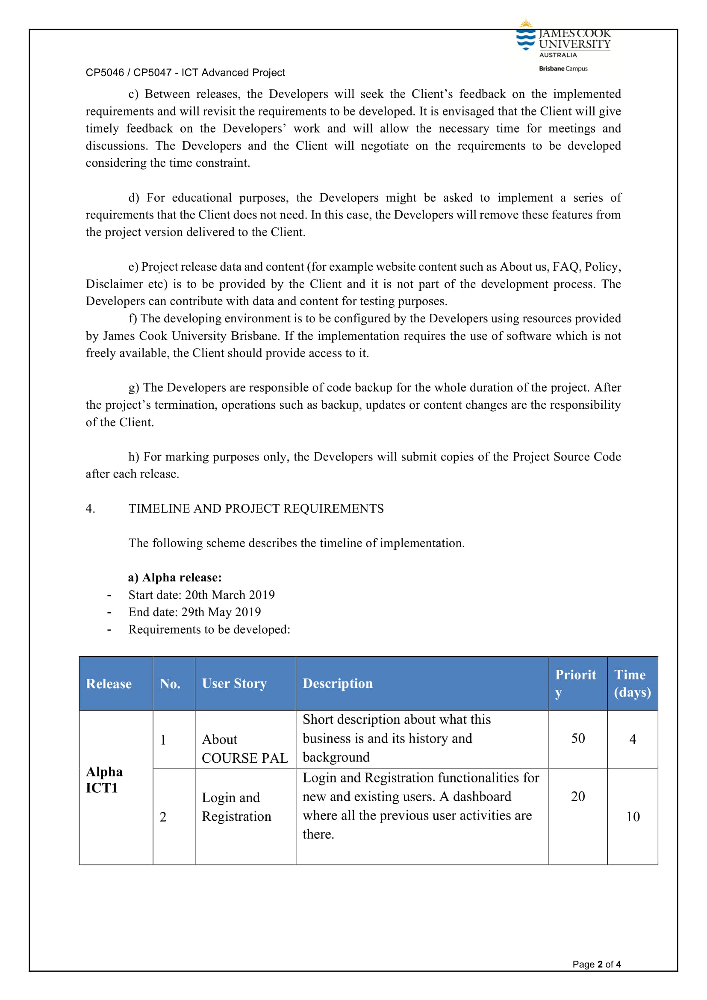 JAMES COOK
UNIVERSITY
AUSTRALIA
Brisbane Campus
CP5046 / CP5047 - ICT Advanced Project
c) Between releases, the Developers will seek the Client’s feedback on the implemented
requirements and will revisit the requirements to be developed. It is envisaged that the Client will give
timely feedback on the Developers’ work and will allow the necessary time for meetings and
discussions. The Developers and the Client will negotiate on the requirements to be developed
considering the time constraint.
d) For educational purposes, the Developers might be asked to implement a series of
requirements that the Client does not need. In this case, the Developers will remove these features from
the project version delivered to the Client.
e) Project release data and content (for example website content such as About us, FAQ, Policy,
Disclaimer etc) is to be provided by the Client and it is not part of the development process. The
Developers can contribute with data and content for testing purposes.
f) The developing environment is to be configured by the Developers using resources provided
by James Cook University Brisbane. If the implementation requires the use of software which is not
freely available, the Client should provide access to it.
g) The Developers are responsible of code backup for the whole duration of the project. After
the project’s termination, operations such as backup, updates or content changes are the responsibility
of the Client.
h) For marking purposes only, the Developers will submit copies of the Project Source Code
after each release.
4. TIMELINE AND PROJECT REQUIREMENTS
The following scheme describes the timeline of implementation.
a) Alpha release:
- Start date: 20th March 2019
- End date: 29th May 2019
- Requirements to be developed:
Release No. User Story Description Priorit Time
y (days)
Alpha
ICT1
1
About
COURSE PAL
Short description about what this
business is and its history and
background
50
4
2
Login and
Registration
Login and Registration functionalities for
new and existing users. A dashboard
where all the previous user activities are
there.
20
10
Page 2 of 4